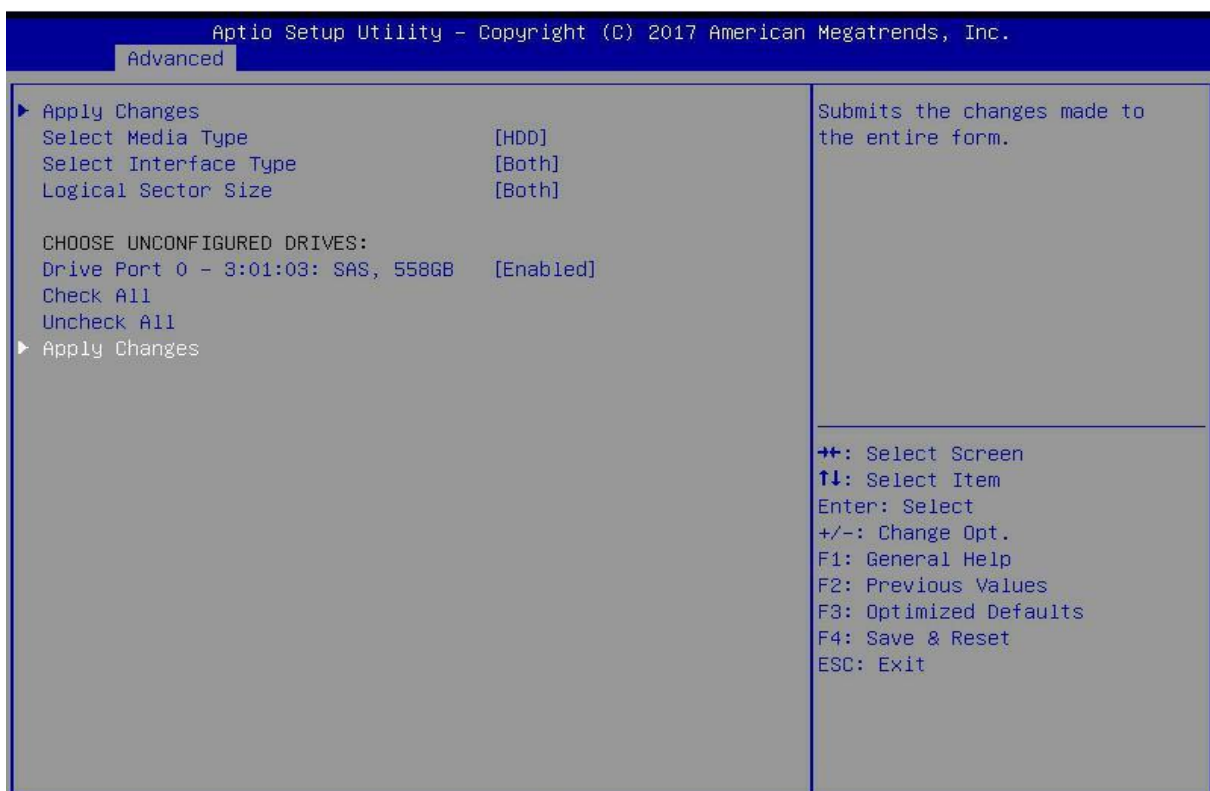 Aptio Setup Utility – Copyright (C) 2017 American Megatrends, Inc.
Advanced
▶ Apply Changes
Select Media Type [HDD]
Select Interface Type [Both]
Logical Sector Size [Both]
CHOOSE UNCONFIGURED DRIVES:
Drive Port 0 – 3:01:03: SAS, 558GB [Enabled]
Check All
Uncheck All
▶ Apply Changes
Submits the changes made to
the entire form.
→←: Select Screen
↑↓: Select Item
Enter: Select
+/-: Change Opt.
F1: General Help
F2: Previous Values
F3: Optimized Defaults
F4: Save & Reset
ESC: Exit